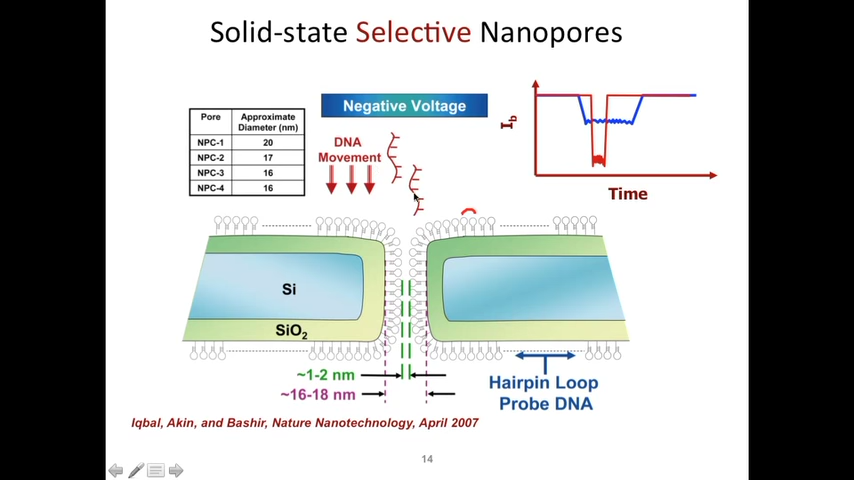 Solid-state Selective Nanopores
Negative Voltage
Pore Approximate Diameter (nm)
NPC-1 20
NPC-2 17
NPC-3 16
NPC-4 16
DNA
Movement
Ib
Time
Si
SiO2
~1-2 nm
~16-18 nm
Hairpin Loop
Probe DNA
Iqbal, Akin, and Bashir, Nature Nanotechnology, April 2007
14